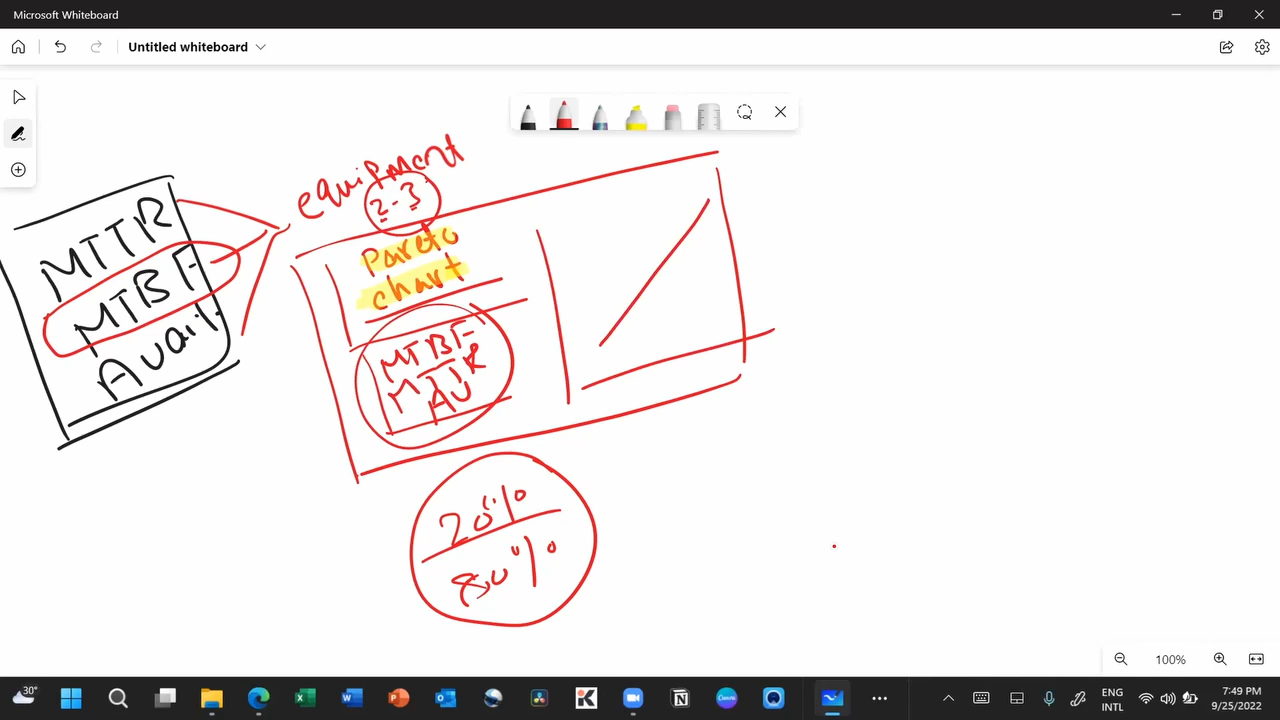 Microsoft Whiteboard
Untitled whiteboard
equipment
2-3
MTTR
MTBF
Avail.
Pareto
chart
MTBF
MTTR
AV
20%
80%
100%
30°
ENG
INTL
7:49 PM
9/25/2022